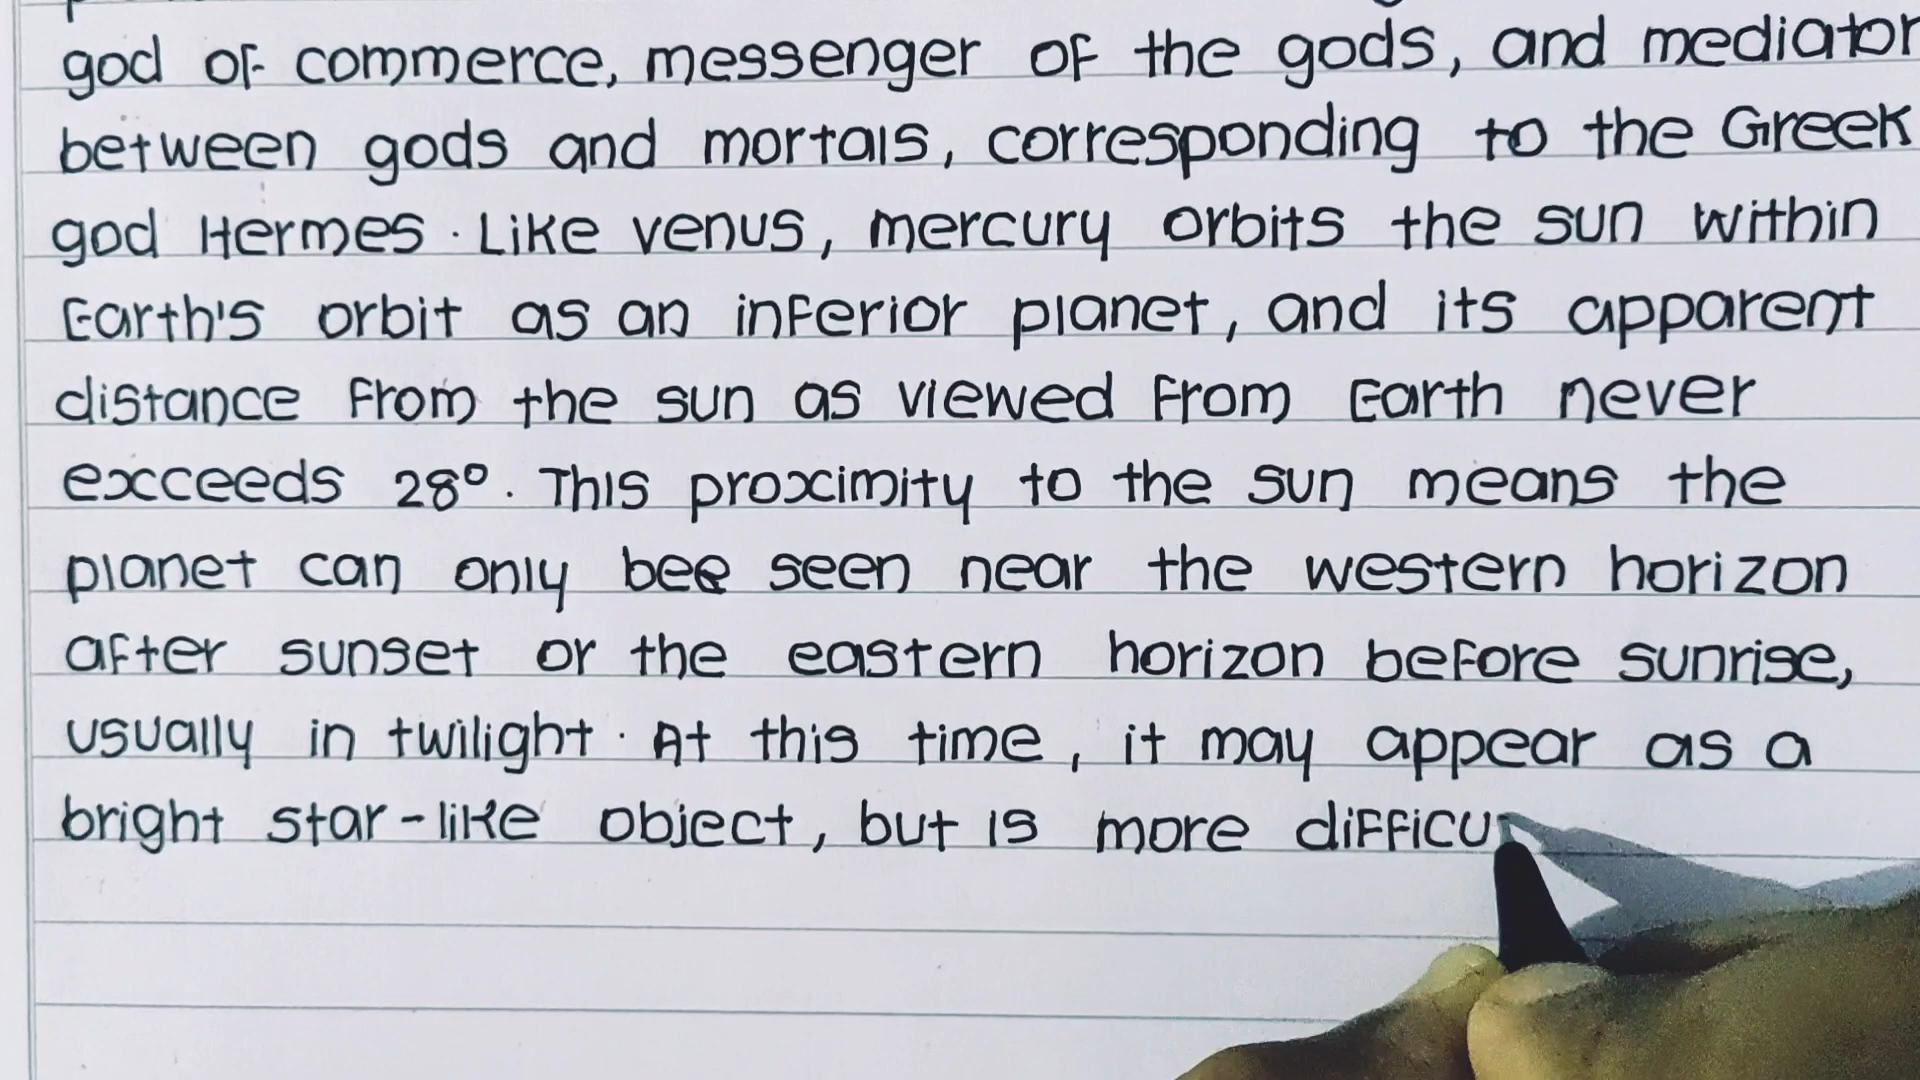 god of commerce, messenger of the gods, and mediator
between gods and mortals, corresponding to the Greek
god Hermes. Like venus, mercury orbits the sun within
Earth's orbit as an inferior planet, and its apparent
distance from the sun as viewed from Earth never
exceeds 28°. This proximity to the sun means the
planet can only bee seen near the western horizon
after sunset or the eastern horizon before sunrise,
usually in twilight. At this time, it may appear as a
bright star-like object, but is more difficu